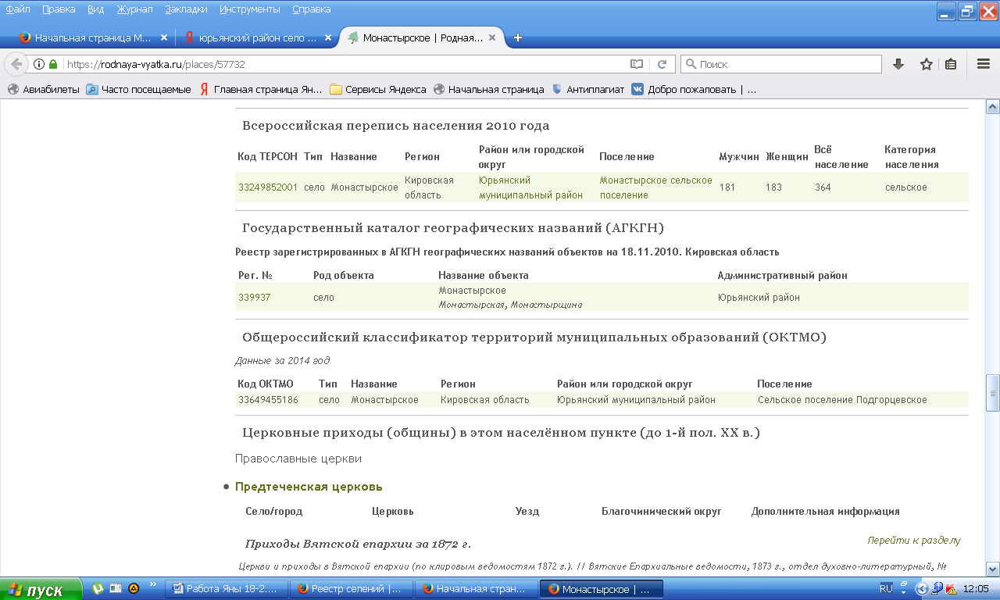 Файл Правка Вид Журнал Закладки Инструменты Справка
Начальная страница M... юрьянский район село ... Монастырское | Родная...
https://rodnaya-vyatka.ru/places/57732 Поиск
Авиабилеты Часто посещаемые Главная страница Ян... Сервисы Яндекса Начальная страница Антиплагиат Добро пожаловать | ...
Всероссийская перепись населения 2010 года
Код ТЕРСОН Тип Название Регион Район или городской округ Поселение Мужчин Женщин Всё население Категория населения
33249852001 село Монастырское Кировская область Юрьянский муниципальный район Монастырское сельское поселение 181 183 364 сельское
Государственный каталог географических названий (АГКГН)
Реестр зарегистрированных в АГКГН географических названий объектов на 18.11.2010. Кировская область
Рег. № Род объекта Название объекта Административный район
339937 село Монастырское Юрьянский район
Монастырская, Монастырщина
Общероссийский классификатор территорий муниципальных образований (ОКТМО)
Данные за 2014 год
Код ОКТМО Тип Название Регион Район или городской округ Поселение
33649455186 село Монастырское Кировская область Юрьянский муниципальный район Сельское поселение Подгорцевское
Церковные приходы (общины) в этом населённом пункте (до 1-й пол. XX в.)
Православные церкви
Предтеченская церковь
Село/город Церковь Уезд Благочинический округ Дополнительная информация
Приходы Вятской епархии за 1872 г. Перейти к разделу
Церкви и приходы в Вятской епархии (по клировым ведомостям 1872 г.). // Вятские Епархиальные ведомости, 1873 г., отдел духовно-литературный, №
пуск Работа Яны 18-2.... Реестр селений | ... Начальная стран... Монастырское | ... RU 12:05